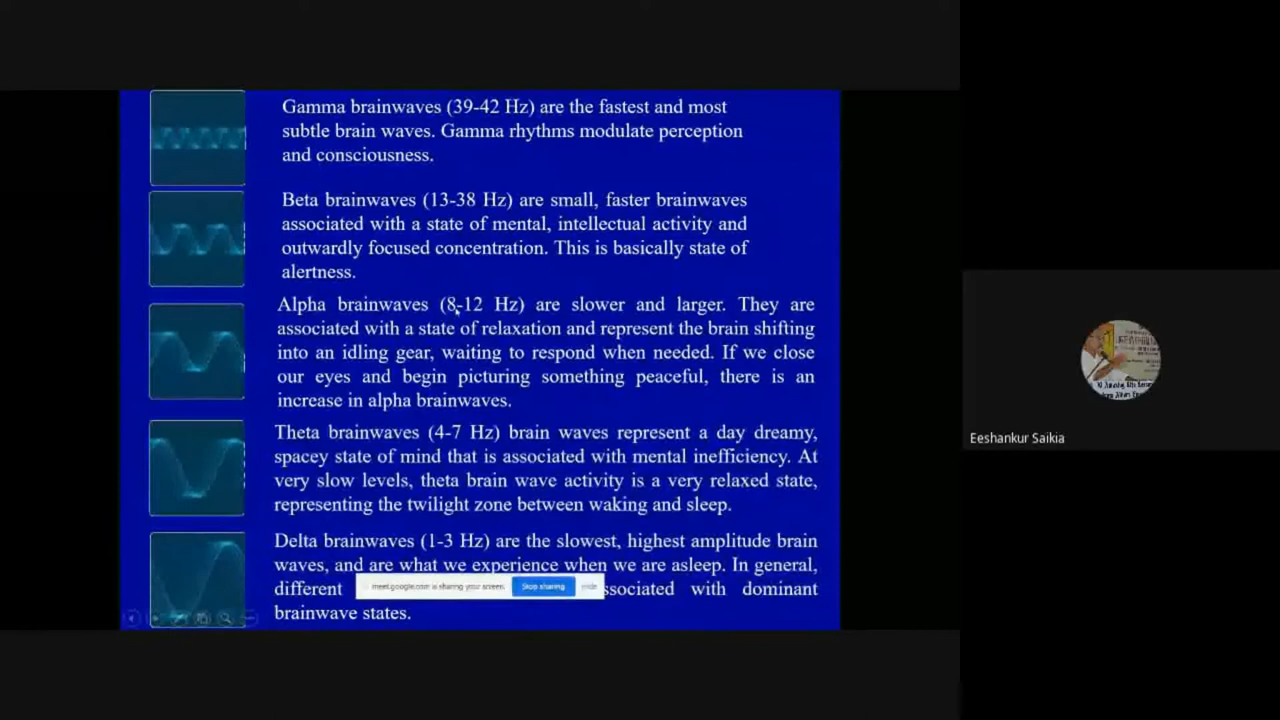 Gamma brainwaves (39-42 Hz) are the fastest and most
subtle brain waves. Gamma rhythms modulate perception
and consciousness.
Beta brainwaves (13-38 Hz) are small, faster brainwaves
associated with a state of mental, intellectual activity and
outwardly focused concentration. This is basically state of
alertness.
Alpha brainwaves (8-12 Hz) are slower and larger. They are
associated with a state of relaxation and represent the brain shifting
into an idling gear, waiting to respond when needed. If we close
our eyes and begin picturing something peaceful, there is an
increase in alpha brainwaves.
Theta brainwaves (4-7 Hz) brain waves represent a day dreamy,
spacey state of mind that is associated with mental inefficiency. At
very slow levels, theta brain wave activity is a very relaxed state,
representing the twilight zone between waking and sleep.
Delta brainwaves (1-3 Hz) are the slowest, highest amplitude brain
waves, and are what we experience when we are asleep. In general,
different ssociated with dominant
brainwave states.
meet.google.com is sharing your screen. Stop sharing Hide
Eeshankur Saikia